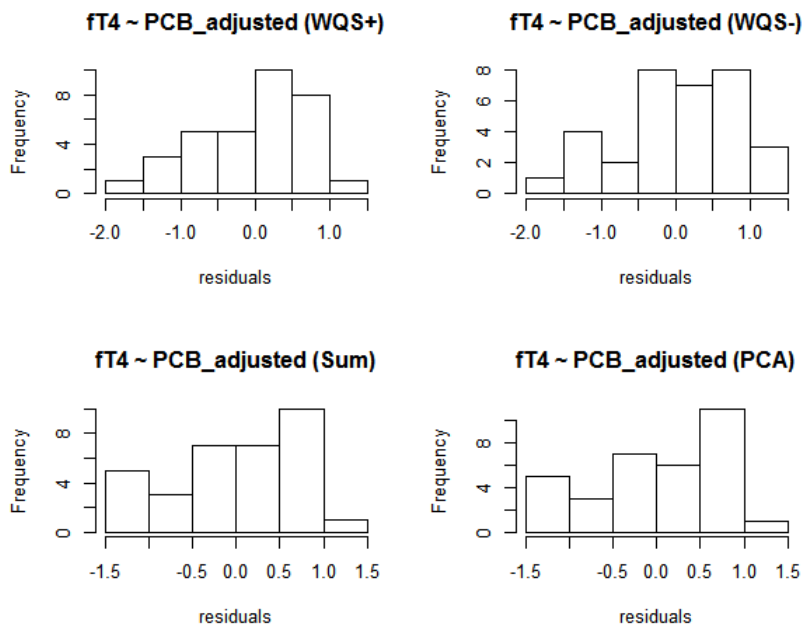 fT4 ~ PCB_adjusted (WQS+)
Frequency
8
4
0
-2.0 -1.0 0.0 1.0
residuals
fT4 ~ PCB_adjusted (WQS-)
Frequency
8
6
4
2
0
-2.0 -1.0 0.0 1.0
residuals
fT4 ~ PCB_adjusted (Sum)
Frequency
8
4
0
-1.5 -0.5 0.0 0.5 1.0 1.5
residuals
fT4 ~ PCB_adjusted (PCA)
Frequency
8
4
0
-1.5 -0.5 0.0 0.5 1.0 1.5
residuals